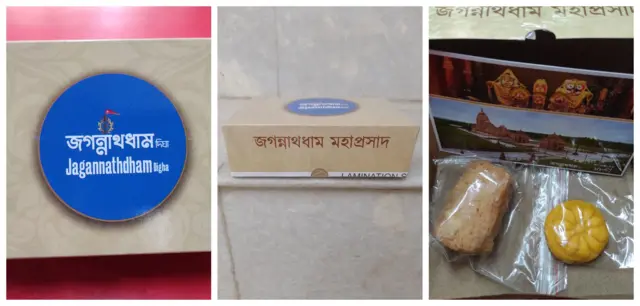 জগন্নাথধাম দিঘা
Jagannathdham Digha
জগন্নাথধাম মহাপ্রসাদ
LAMINATION S
জগন্নাথধাম মহাপ্রসাদ